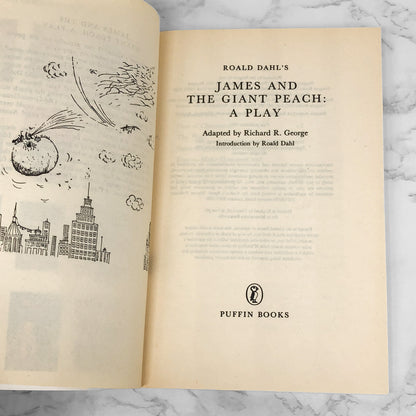 ROALD DAHL'S
JAMES AND
THE GIANT PEACH:
A PLAY
Adapted by Richard R. George
Introduction by Roald Dahl
PUFFIN BOOKS